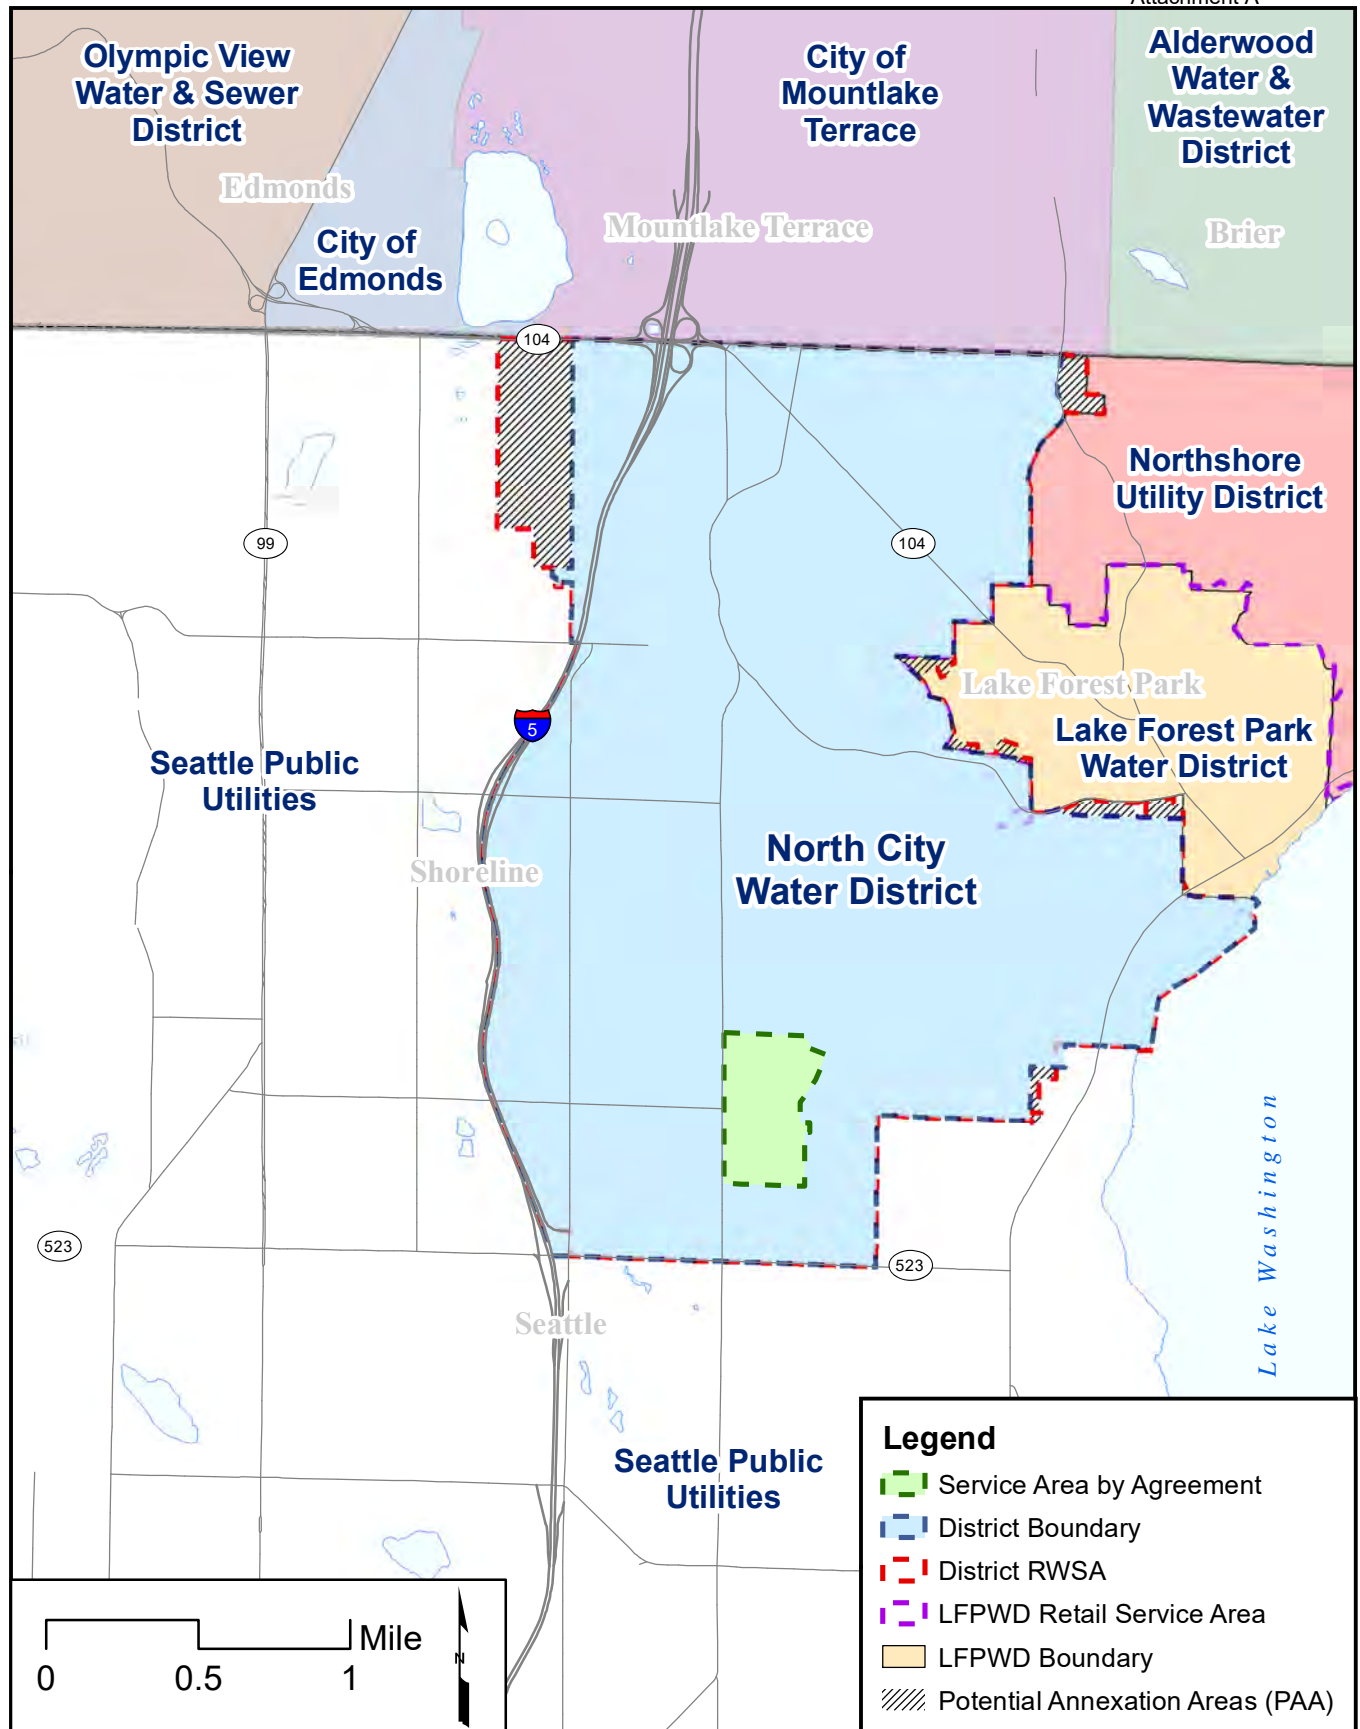 Attachment A
Olympic View
Water & Sewer
District
City of
Mountlake
Terrace
Alderwood
Water &
Wastewater
District
Edmonds
City of
Edmonds
Mountlake Terrace
Brier
104
Northshore
Utility District
99
104
Lake Forest Park
Lake Forest Park
Water District
5
Seattle Public
Utilities
North City
Water District
Shoreline
Lake Washington
523
523
Seattle
Seattle Public
Utilities
Legend
Service Area by Agreement
District Boundary
District RWSA
LFPWD Retail Service Area
LFPWD Boundary
Potential Annexation Areas (PAA)
Mile
0 0.5 1
N